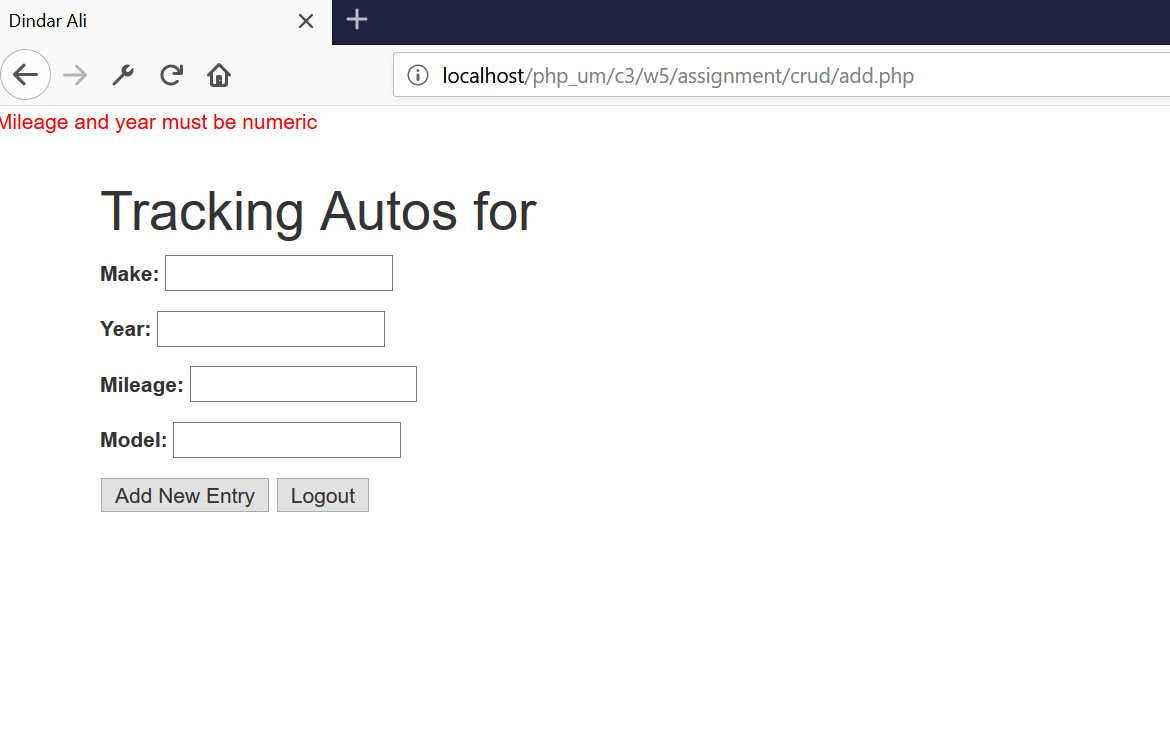 Dindar Ali
localhost/php_um/c3/w5/assignment/crud/add.php
Mileage and year must be numeric
Tracking Autos for
Make:
Year:
Mileage:
Model:
Add New Entry Logout